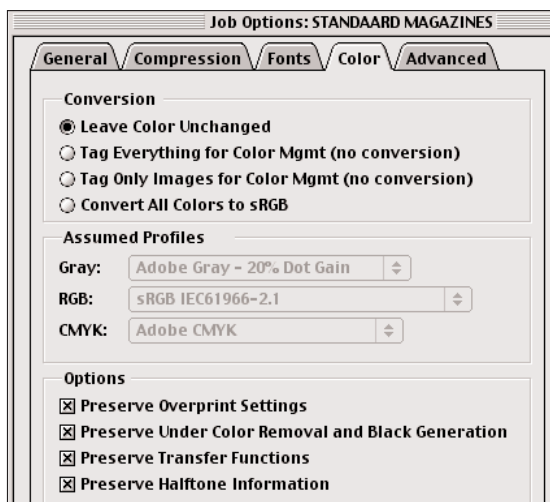 Job Options: STANDAARD MAGAZINES
General Compression Fonts Color Advanced
Conversion
Leave Color Unchanged
Tag Everything for Color Mgmt (no conversion)
Tag Only Images for Color Mgmt (no conversion)
Convert All Colors to sRGB
Assumed Profiles
Gray: Adobe Gray - 20% Dot Gain
RGB: sRGB IEC61966-2.1
CMYK: Adobe CMYK
Options
Preserve Overprint Settings
Preserve Under Color Removal and Black Generation
Preserve Transfer Functions
Preserve Halftone Information